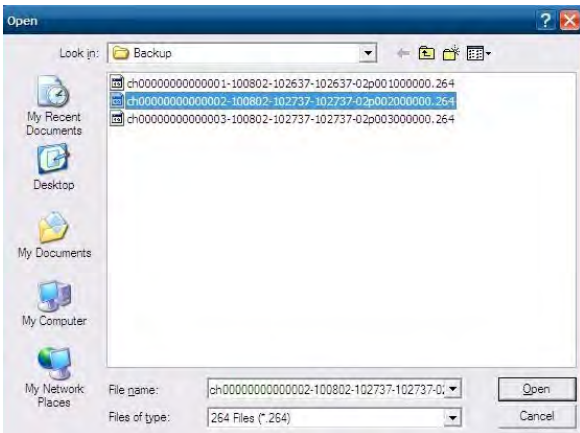 Open
Look in:
Backup
ch00000000000001-100802-102637-102637-02p001000000.264
ch00000000000002-100802-102737-102737-02p002000000.264
ch00000000000003-100802-102737-102737-02p003000000.264
My Recent
Documents
Desktop
My Documents
My Computer
My Network
Places
File name:
ch00000000000002-100802-102737-102737-0
Open
Files of type:
264 Files (*.264)
Cancel